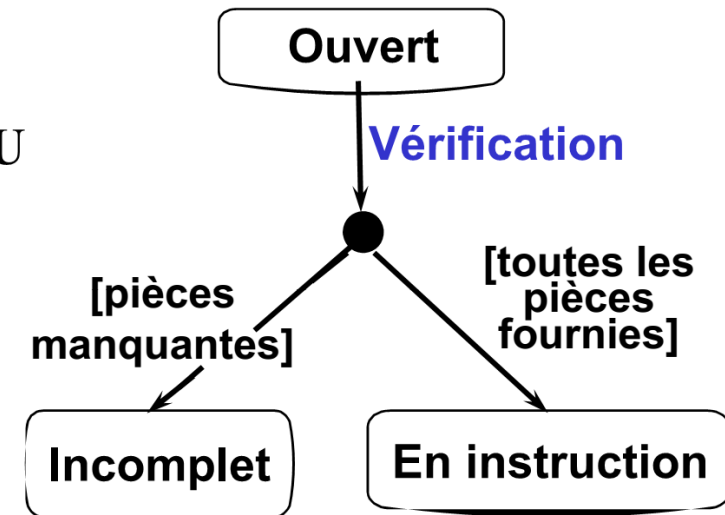 Ouvert
U
Vérification
[toutes les
pièces
fournies]
[pièces
manquantes]
Incomplet
En instruction